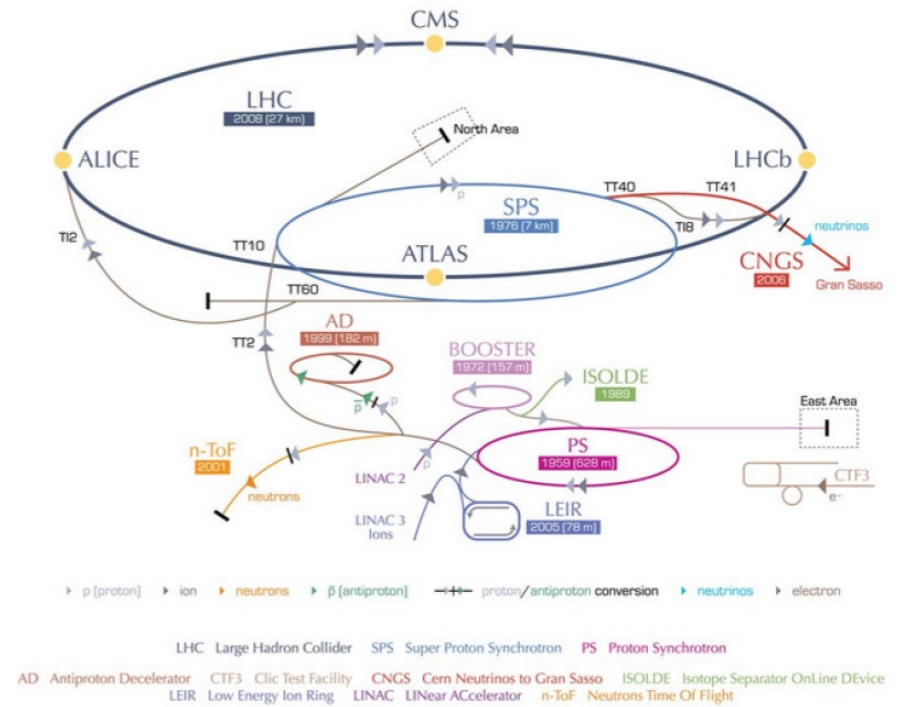 CMS
LHC
2008 (27 km)
North Area
ALICE
LHCb
TT40
TT41
p
SPS
1976 (7 km)
TI8
neutrinos
TI2
TT10
ATLAS
CNGS
2006
Gran Sasso
TT60
AD
1999 (182 m)
TT2
BOOSTER
1972 (157 m)
ISOLDE
1989
p̅
p
East Area
n-ToF
2001
PS
1959 (628 m)
LINAC 2
p
neutrons
CTF3
e-
LEIR
2005 (78 m)
LINAC 3
Ions
p (proton) ion neutrons p̅ (antiproton) proton/antiproton conversion neutrinos electron
LHC Large Hadron Collider SPS Super Proton Synchrotron PS Proton Synchrotron
AD Antiproton Decelerator CTF3 Clic Test Facility CNGS Cern Neutrinos to Gran Sasso ISOLDE Isotope Separator OnLine DEvice
LEIR Low Energy Ion Ring LINAC LINear ACcelerator n-ToF Neutrons Time Of Flight